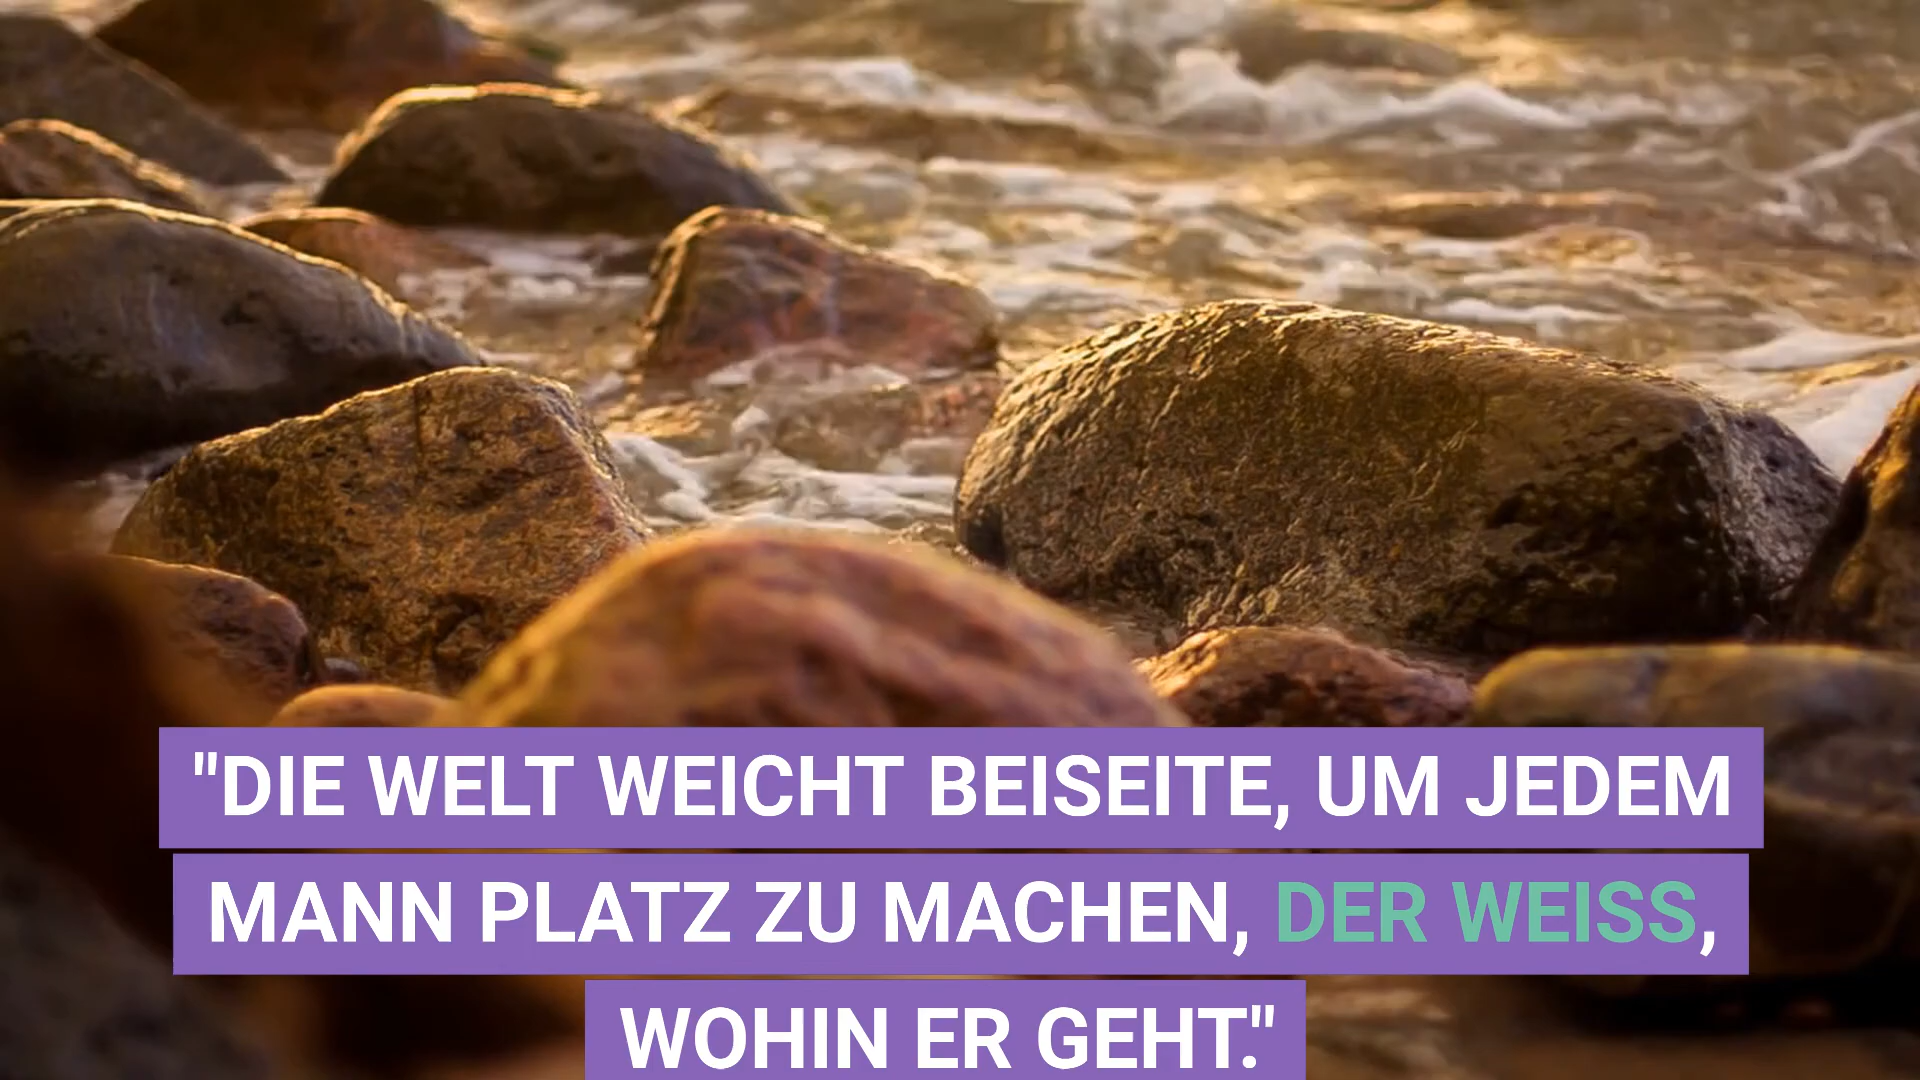 "DIE WELT WEICHT BEISEITE, UM JEDEM
MANN PLATZ ZU MACHEN, DER WEISS,
WOHIN ER GEHT."